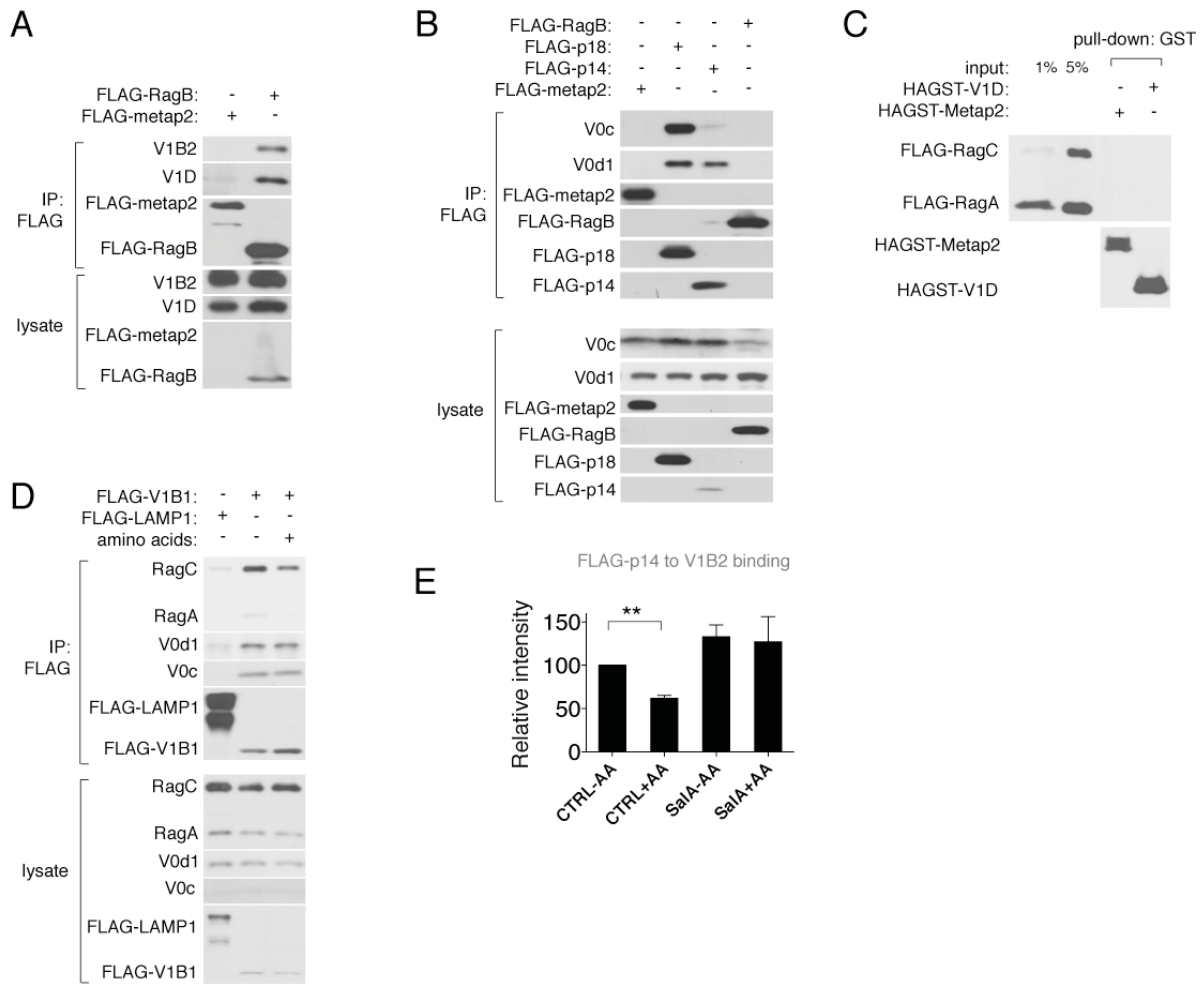 A
FLAG-RagB: - +
FLAG-metap2: + -
IP:
FLAG
V1B2
V1D
FLAG-metap2
FLAG-RagB
lysate
V1B2
V1D
FLAG-metap2
FLAG-RagB
B
FLAG-RagB: - - - +
FLAG-p18: - + - -
FLAG-p14: - - + -
FLAG-metap2: + - - -
IP:
FLAG
V0c
V0d1
FLAG-metap2
FLAG-RagB
FLAG-p18
FLAG-p14
lysate
V0c
V0d1
FLAG-metap2
FLAG-RagB
FLAG-p18
FLAG-p14
C
pull-down: GST
input: 1% 5%
HAGST-V1D: - +
HAGST-Metap2: + -
FLAG-RagC
FLAG-RagA
HAGST-Metap2
HAGST-V1D
D
FLAG-V1B1: - + +
FLAG-LAMP1: + - -
amino acids: - - +
IP:
FLAG
RagC
RagA
V0d1
V0c
FLAG-LAMP1
FLAG-V1B1
lysate
RagC
RagA
V0d1
V0c
FLAG-LAMP1
FLAG-V1B1
E
FLAG-p14 to V1B2 binding
Relative intensity
150
100
50
0
**
CTRL-AA
CTRL+AA
SalA-AA
SalA+AA